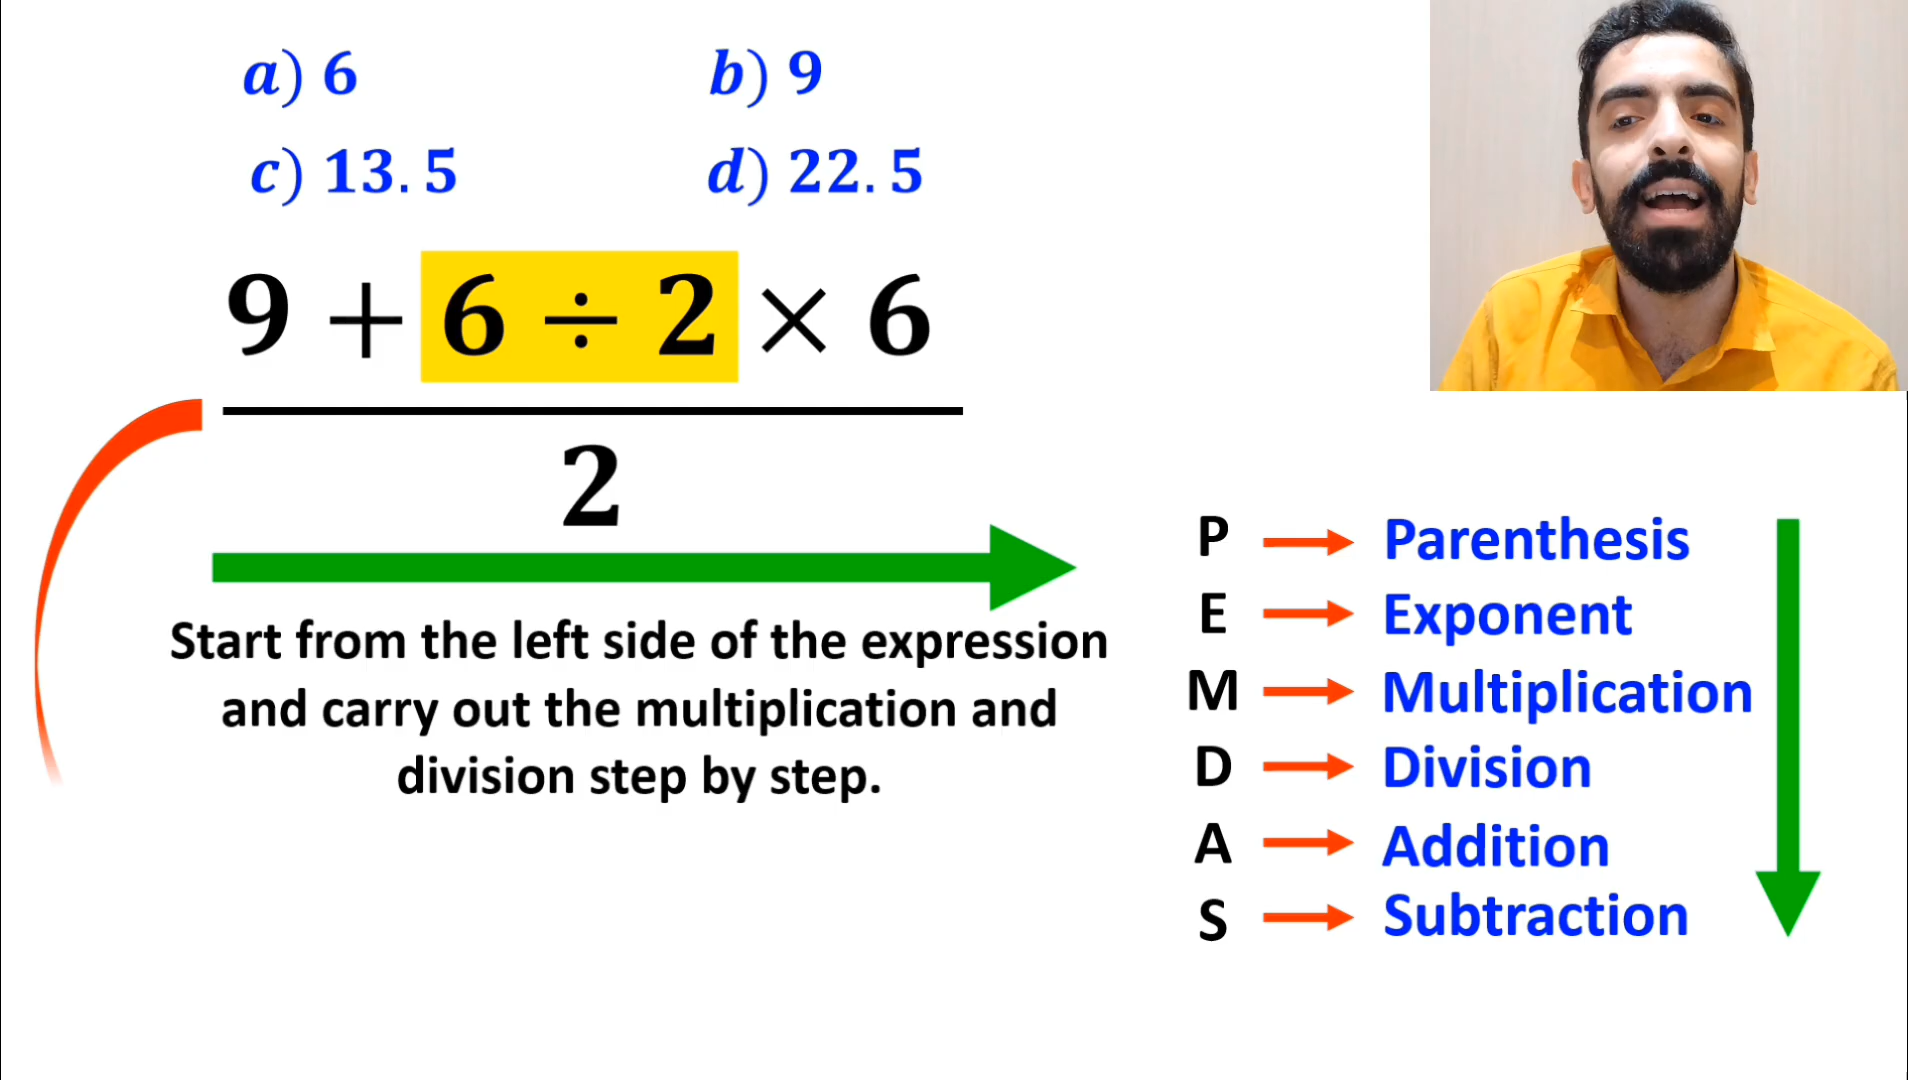 a) 6 b) 9
c) 13.5 d) 22.5
9 + 6 ÷ 2 × 6
2
Start from the left side of the expression
and carry out the multiplication and
division step by step.
P → Parenthesis
E → Exponent
M → Multiplication
D → Division
A → Addition
S → Subtraction